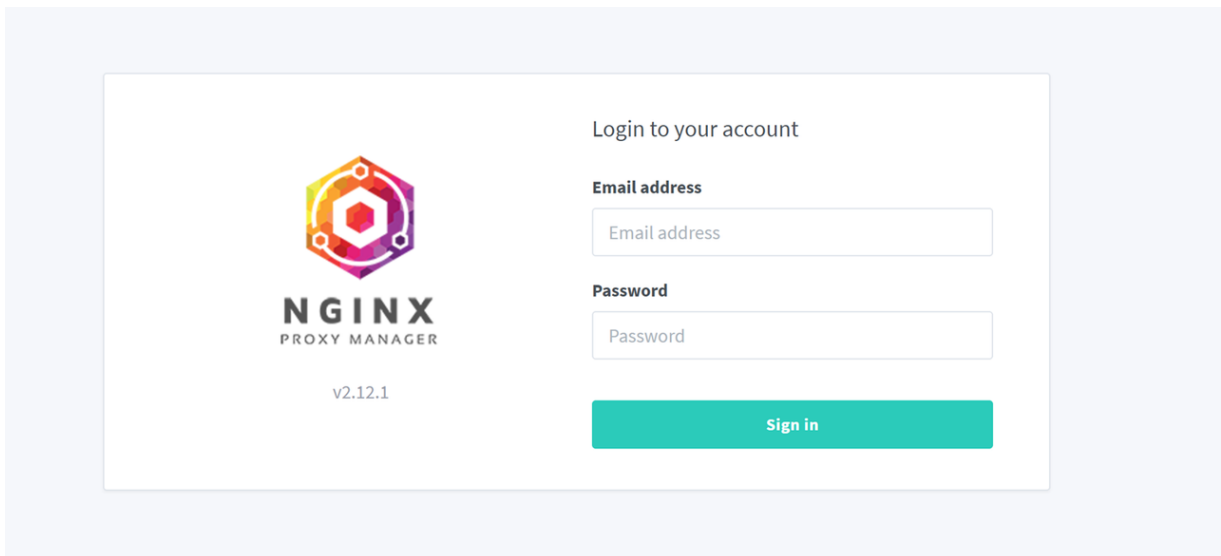 NGINX
PROXY MANAGER
v2.12.1
Login to your account
Email address
Email address
Password
Password
Sign in